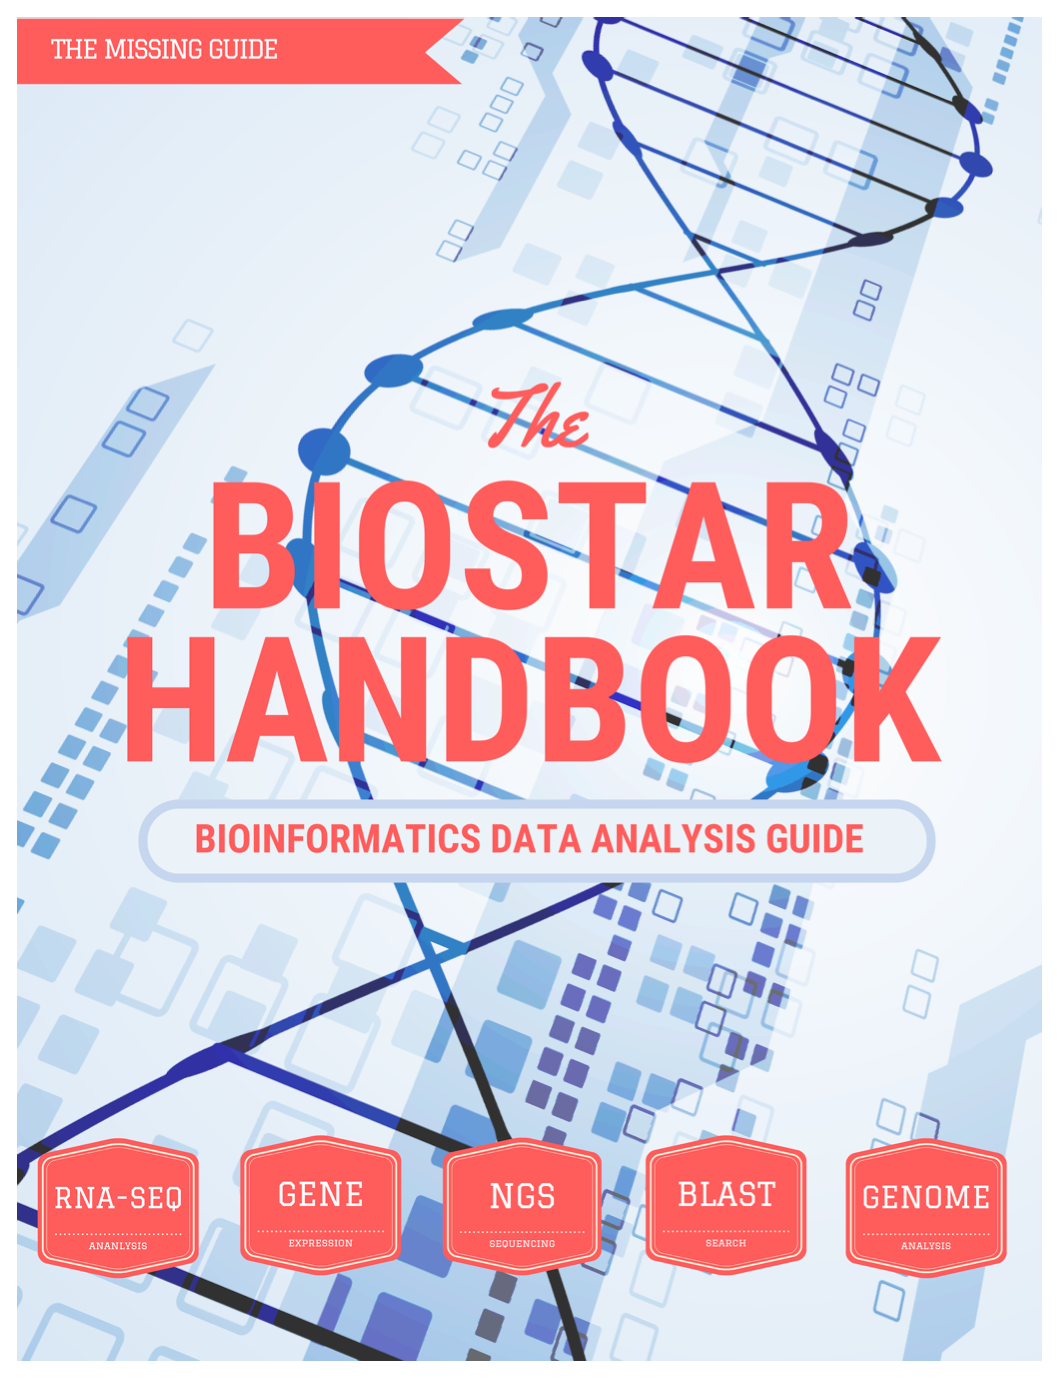 THE MISSING GUIDE
The
BIOSTAR
HANDBOOK
BIOINFORMATICS DATA ANALYSIS GUIDE
RNA-SEQ
ANANLYSIS
GENE
EXPRESSION
NGS
SEQUENCING
BLAST
SEARCH
GENOME
ANALYSIS